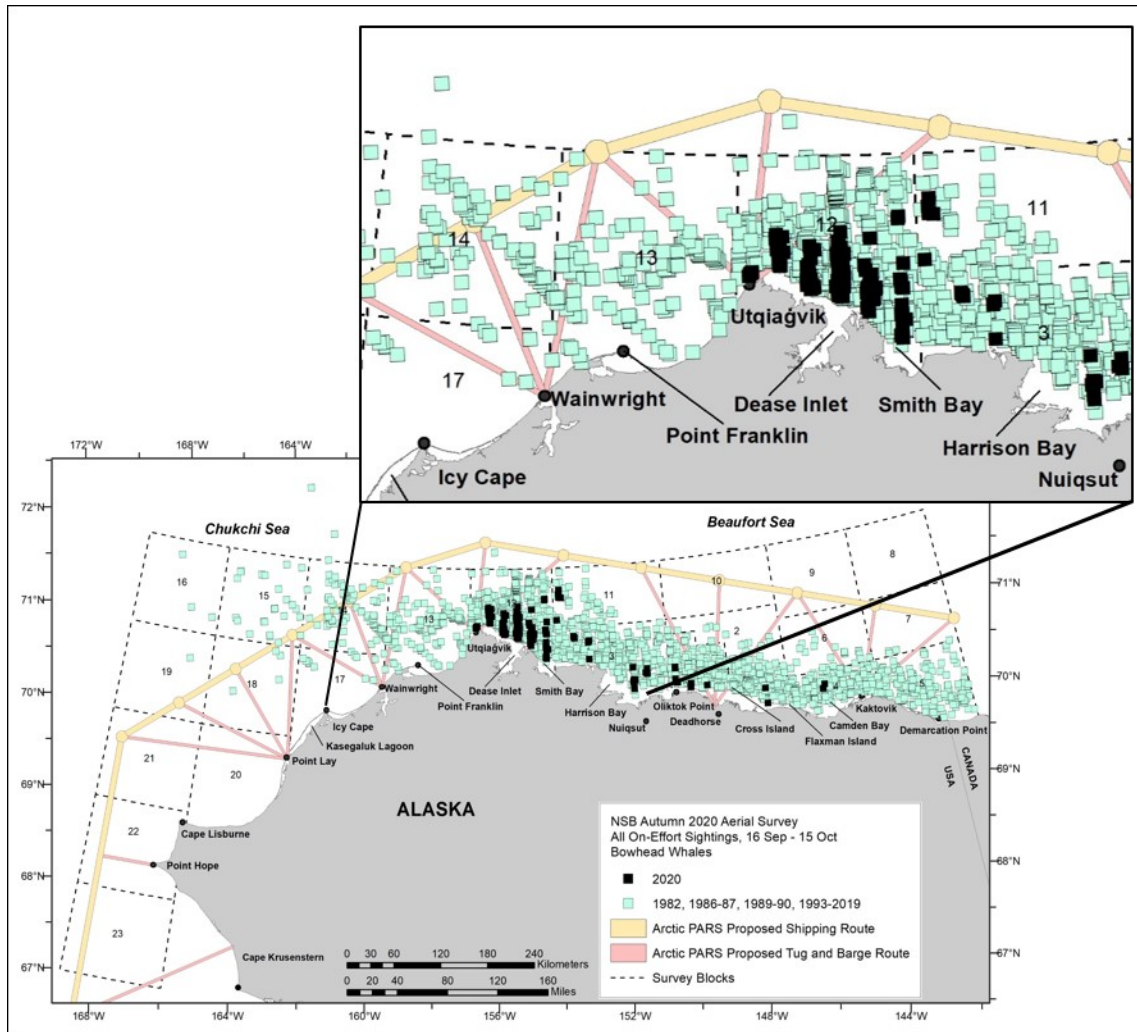 14
13
12
11
3
17
Utqiaġvik
Wainwright
Dease Inlet
Smith Bay
Point Franklin
Harrison Bay
Icy Cape
Nuiqsut
172°W
168°W
164°W
72°N
Chukchi Sea
Beaufort Sea
16
15
8
9
10
11
71°N
71°N
7
13
2
6
Utqiaġvik
19
18
17
3
4
5
70°N
Wainwright
Dease Inlet
Smith Bay
Kaktovik
70°N
Point Franklin
Harrison Bay
Oliktok Point
Camden Bay
Icy Cape
Nuiqsut
Deadhorse
Cross Island
Flaxman Island
Demarcation Point
Kasegaluk Lagoon
21
20
Point Lay
CANADA
USA
69°N
69°N
22
Cape Lisburne
ALASKA
NSB Autumn 2020 Aerial Survey
All On-Effort Sightings, 16 Sep - 15 Oct
Bowhead Whales
68°N
Point Hope
68°N
2020
1982, 1986-87, 1989-90, 1993-2019
23
Arctic PARS Proposed Shipping Route
Arctic PARS Proposed Tug and Barge Route
Cape Krusenstern
0 30 60 120 180 240
Kilometers
67°N
0 20 40 80 120 160
Miles
Survey Blocks
67°N
168°W
164°W
160°W
156°W
152°W
148°W
144°W